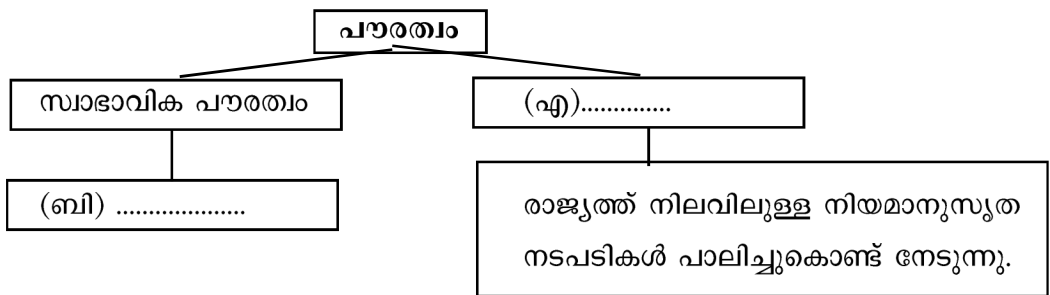 പൗരത്വം
സ്വാഭാവിക പൗരത്വം
(എ)..............
(ബി) ....................
രാജ്യത്ത് നിലവിലുള്ള നിയമാനുസൃത
നടപടികൾ പാലിച്ചുകൊണ്ട് നേടുന്നു.